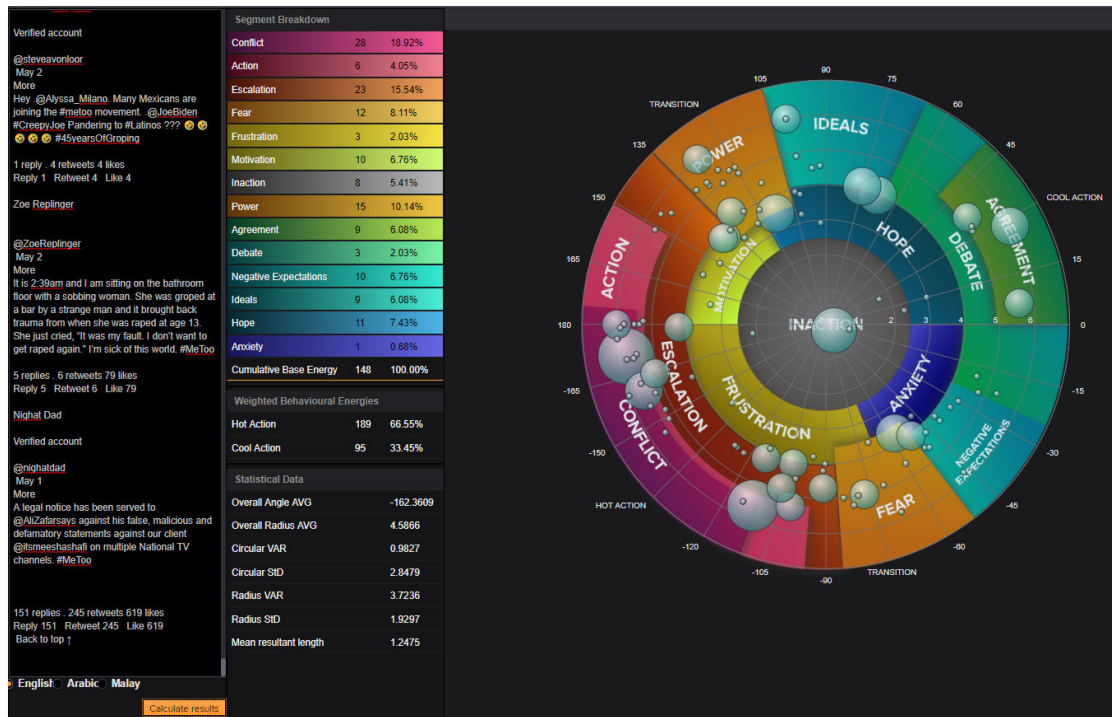 Verified account
@steveavonloor
May 2
More
Hey .@Alyssa_Milano. Many Mexicans are
joining the #metoo movement. .@JoeBiden
#CreepyJoe Pandering to #Latinos ??? 🤣 🤣
🤣 🤣 🤣 #45yearsOfGroping
1 reply . 4 retweets 4 likes
Reply 1 Retweet 4 Like 4
Zoe Replinger
@ZoeReplinger
May 2
More
It is 2:39am and I am sitting on the bathroom
floor with a sobbing woman. She was groped at
a bar by a strange man and it brought back
trauma from when she was raped at age 13.
She just cried, "It was my fault. I don't want to
get raped again." I'm sick of this world. #MeToo
5 replies . 6 retweets 79 likes
Reply 5 Retweet 6 Like 79
Nighat Dad
Verified account
@nighatdad
May 1
More
A legal notice has been served to
@AliZafarsays against his false, malicious and
defamatory statements against our client
@itsmeeshashafi on multiple National TV
channels. #MeToo
151 replies . 245 retweets 619 likes
Reply 151 Retweet 245 Like 619
Back to top ↑
English Arabic Malay
Calculate results
Segment Breakdown
Conflict 28 18.92%
Action 6 4.05%
Escalation 23 15.54%
Fear 12 8.11%
Frustration 3 2.03%
Motivation 10 6.76%
Inaction 8 5.41%
Power 15 10.14%
Agreement 9 6.08%
Debate 3 2.03%
Negative Expectations 10 6.76%
Ideals 9 6.08%
Hope 11 7.43%
Anxiety 1 0.68%
Cumulative Base Energy 148 100.00%
Weighted Behavioural Energies
Hot Action 189 66.55%
Cool Action 95 33.45%
Statistical Data
Overall Angle AVG -162.3609
Overall Radius AVG 4.5866
Circular VAR 0.9827
Circular StD 2.8479
Radius VAR 3.7236
Radius StD 1.9297
Mean resultant length 1.2475
90
105
75
TRANSITION
60
IDEALS
135
POWER
45
150
COOL ACTION
AGREEMENT
HOPE
DEBATE
ACTION
165
MOTIVATION
15
180
INACTION
2 3 4 5 6
0
ESCALATION
ANXIETY
-165
FRUSTRATION
-15
CONFLICT
NEGATIVE
EXPECTATIONS
-150
-30
HOT ACTION
FEAR
-45
-120
-60
-105
-90
TRANSITION